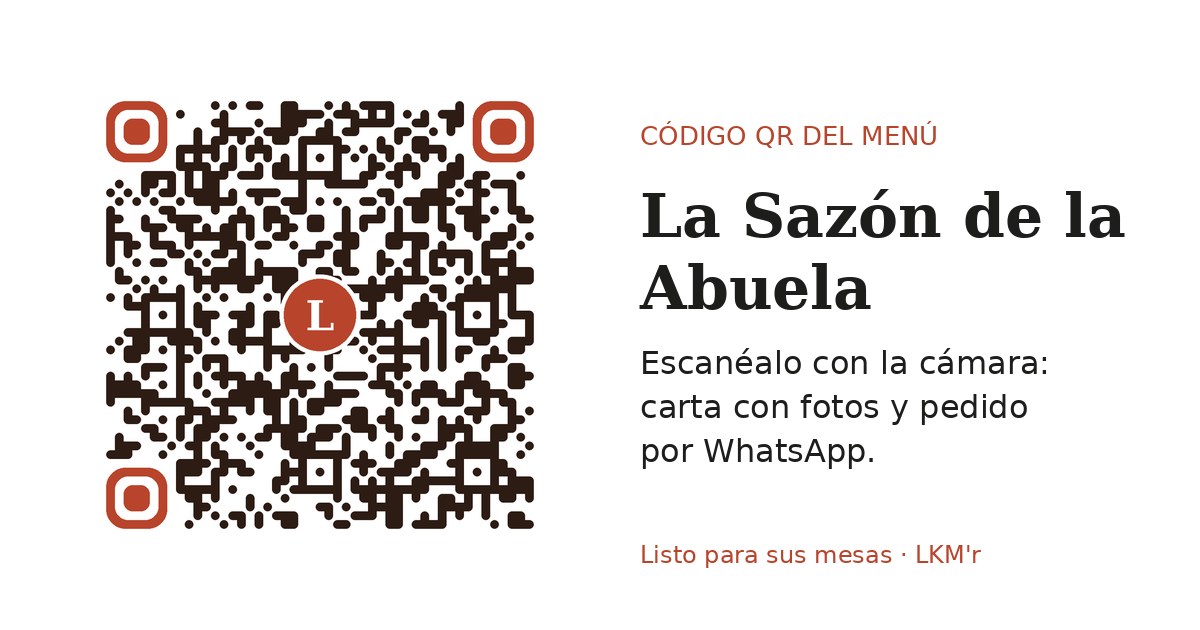 L
CÓDIGO QR DEL MENÚ
La Sazón de la
Abuela
Escanéalo con la cámara:
carta con fotos y pedido
por WhatsApp.
Listo para sus mesas · LKM'r